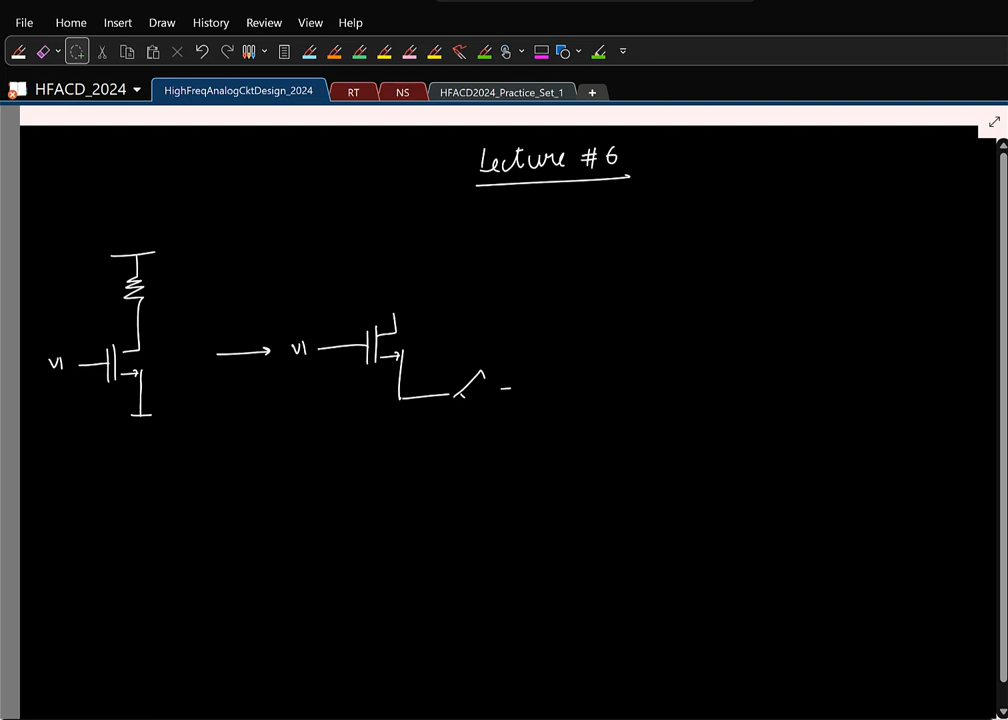 File Home Insert Draw History Review View Help
HFACD_2024 HighFreqAnalogCktDesign_2024 RT NS HFACD2024_Practice_Set_1
Lecture #6
VI
VI